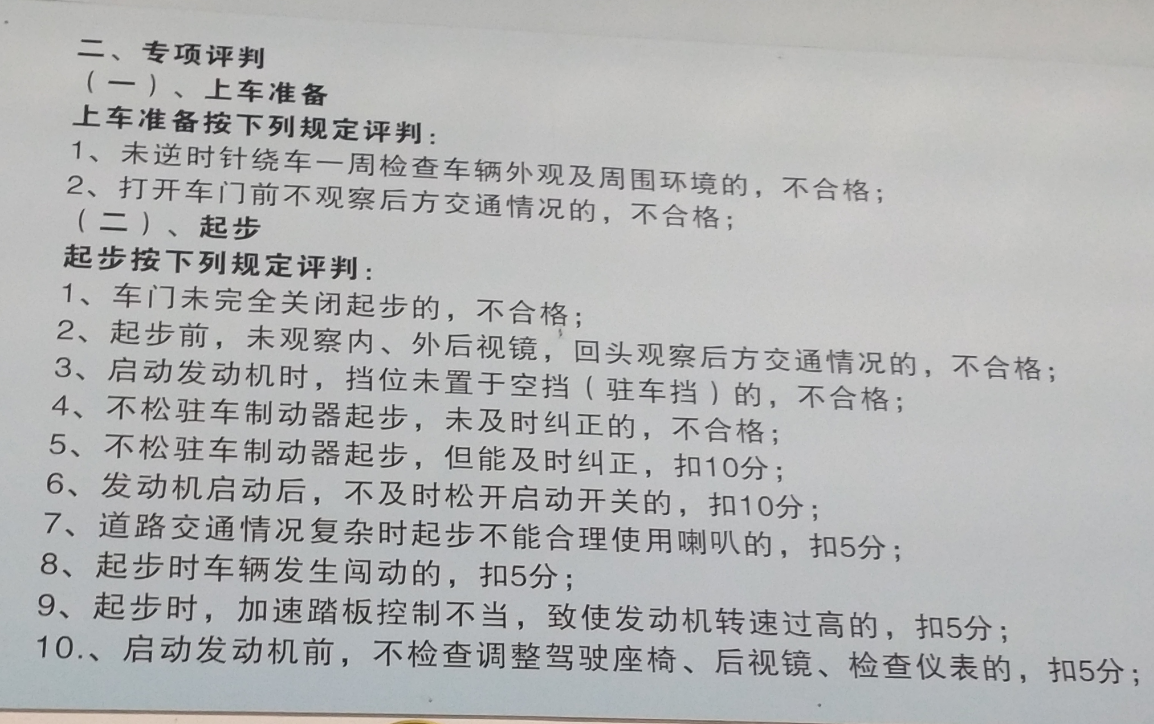 二、专项评判
（一）、上车准备
上车准备按下列规定评判：
1、未逆时针绕车一周检查车辆外观及周围环境的，不合格；
2、打开车门前不观察后方交通情况的，不合格；
（二）、起步
起步按下列规定评判：
1、车门未完全关闭起步的，不合格；
2、起步前，未观察内、外后视镜，回头观察后方交通情况的，不合格；
3、启动发动机时，挡位未置于空挡（驻车挡）的，不合格；
4、不松驻车制动器起步，未及时纠正的，不合格；
5、不松驻车制动器起步，但能及时纠正，扣10分；
6、发动机启动后，不及时松开启动开关的，扣10分；
7、道路交通情况复杂时起步不能合理使用喇叭的，扣5分；
8、起步时车辆发生闯动的，扣5分；
9、起步时，加速踏板控制不当，致使发动机转速过高的，扣5分；
10.、启动发动机前，不检查调整驾驶座椅、后视镜、检查仪表的，扣5分；